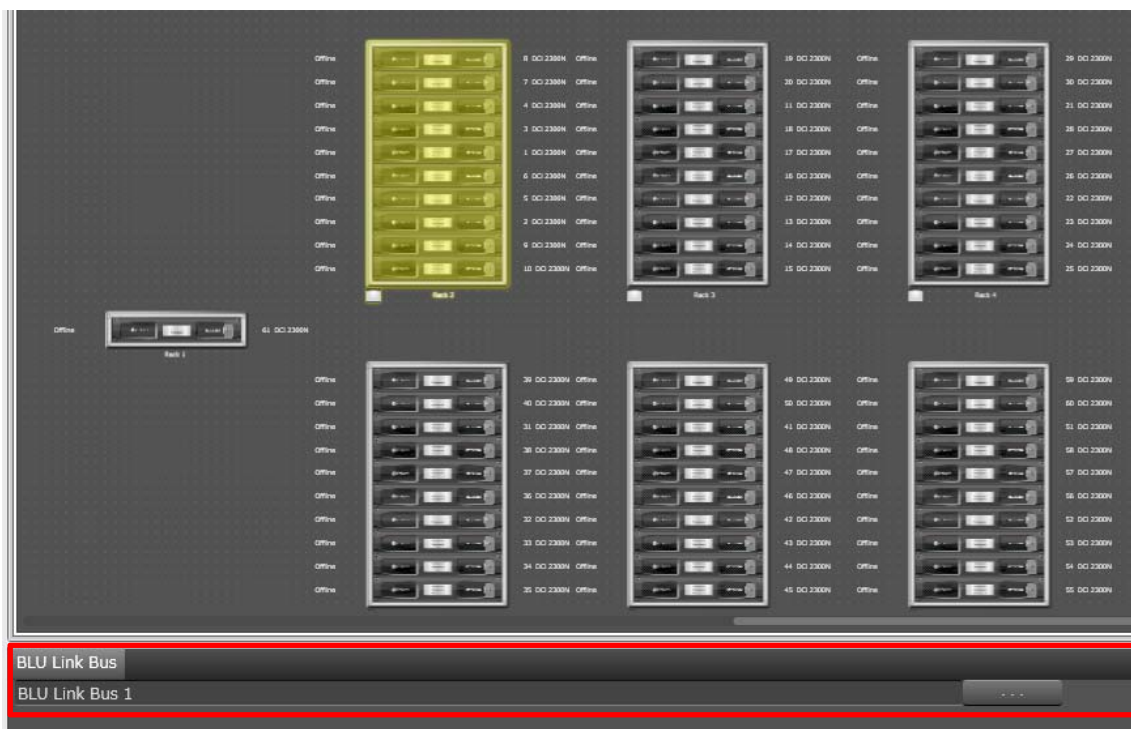 Offline 8 DCi 2300N Offline 19 DCi 2300N Offline 29 DCi 2300N
Offline 7 DCi 2300N Offline 20 DCi 2300N Offline 30 DCi 2300N
Offline 4 DCi 2300N Offline 11 DCi 2300N Offline 21 DCi 2300N
Offline 3 DCi 2300N Offline 18 DCi 2300N Offline 28 DCi 2300N
Offline 1 DCi 2300N Offline 17 DCi 2300N Offline 27 DCi 2300N
Offline 6 DCi 2300N Offline 16 DCi 2300N Offline 26 DCi 2300N
Offline 5 DCi 2300N Offline 12 DCi 2300N Offline 22 DCi 2300N
Offline 2 DCi 2300N Offline 13 DCi 2300N Offline 23 DCi 2300N
Offline 9 DCi 2300N Offline 14 DCi 2300N Offline 24 DCi 2300N
Offline 10 DCi 2300N Offline 15 DCi 2300N Offline 25 DCi 2300N
Rack 2 Rack 3 Rack 4
Offline 61 DCi 2300N
Rack 1
Offline 39 DCi 2300N Offline 49 DCi 2300N Offline 59 DCi 2300N
Offline 40 DCi 2300N Offline 50 DCi 2300N Offline 60 DCi 2300N
Offline 31 DCi 2300N Offline 41 DCi 2300N Offline 51 DCi 2300N
Offline 38 DCi 2300N Offline 48 DCi 2300N Offline 58 DCi 2300N
Offline 37 DCi 2300N Offline 47 DCi 2300N Offline 57 DCi 2300N
Offline 36 DCi 2300N Offline 46 DCi 2300N Offline 56 DCi 2300N
Offline 32 DCi 2300N Offline 42 DCi 2300N Offline 52 DCi 2300N
Offline 33 DCi 2300N Offline 43 DCi 2300N Offline 53 DCi 2300N
Offline 34 DCi 2300N Offline 44 DCi 2300N Offline 54 DCi 2300N
Offline 35 DCi 2300N Offline 45 DCi 2300N Offline 55 DCi 2300N
BLU Link Bus
BLU Link Bus 1 ...